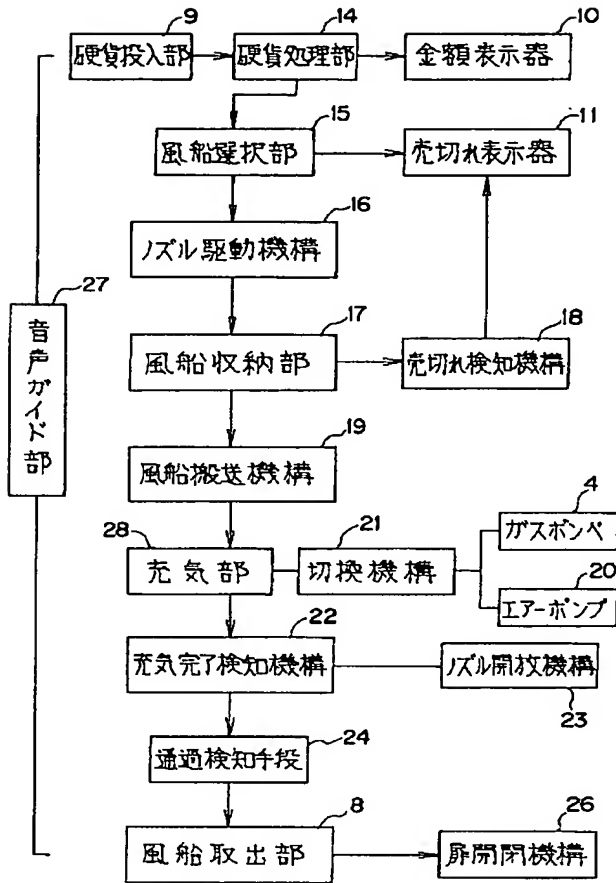 9
硬貨投入部
14
硬貨処理部
10
金額表示器
15
風船選択部
11
売切れ表示器
16
ノズル駆動機構
27
音声ガイド部
17
風船収納部
18
売切れ検知機構
19
風船搬送機構
28
充気部
21
切換機構
4
ガスボンベ
20
エアーポンプ
22
充気完了検知機構
ノズル開放機構
23
24
通過検知手段
8
風船取出部
26
扉開閉機構